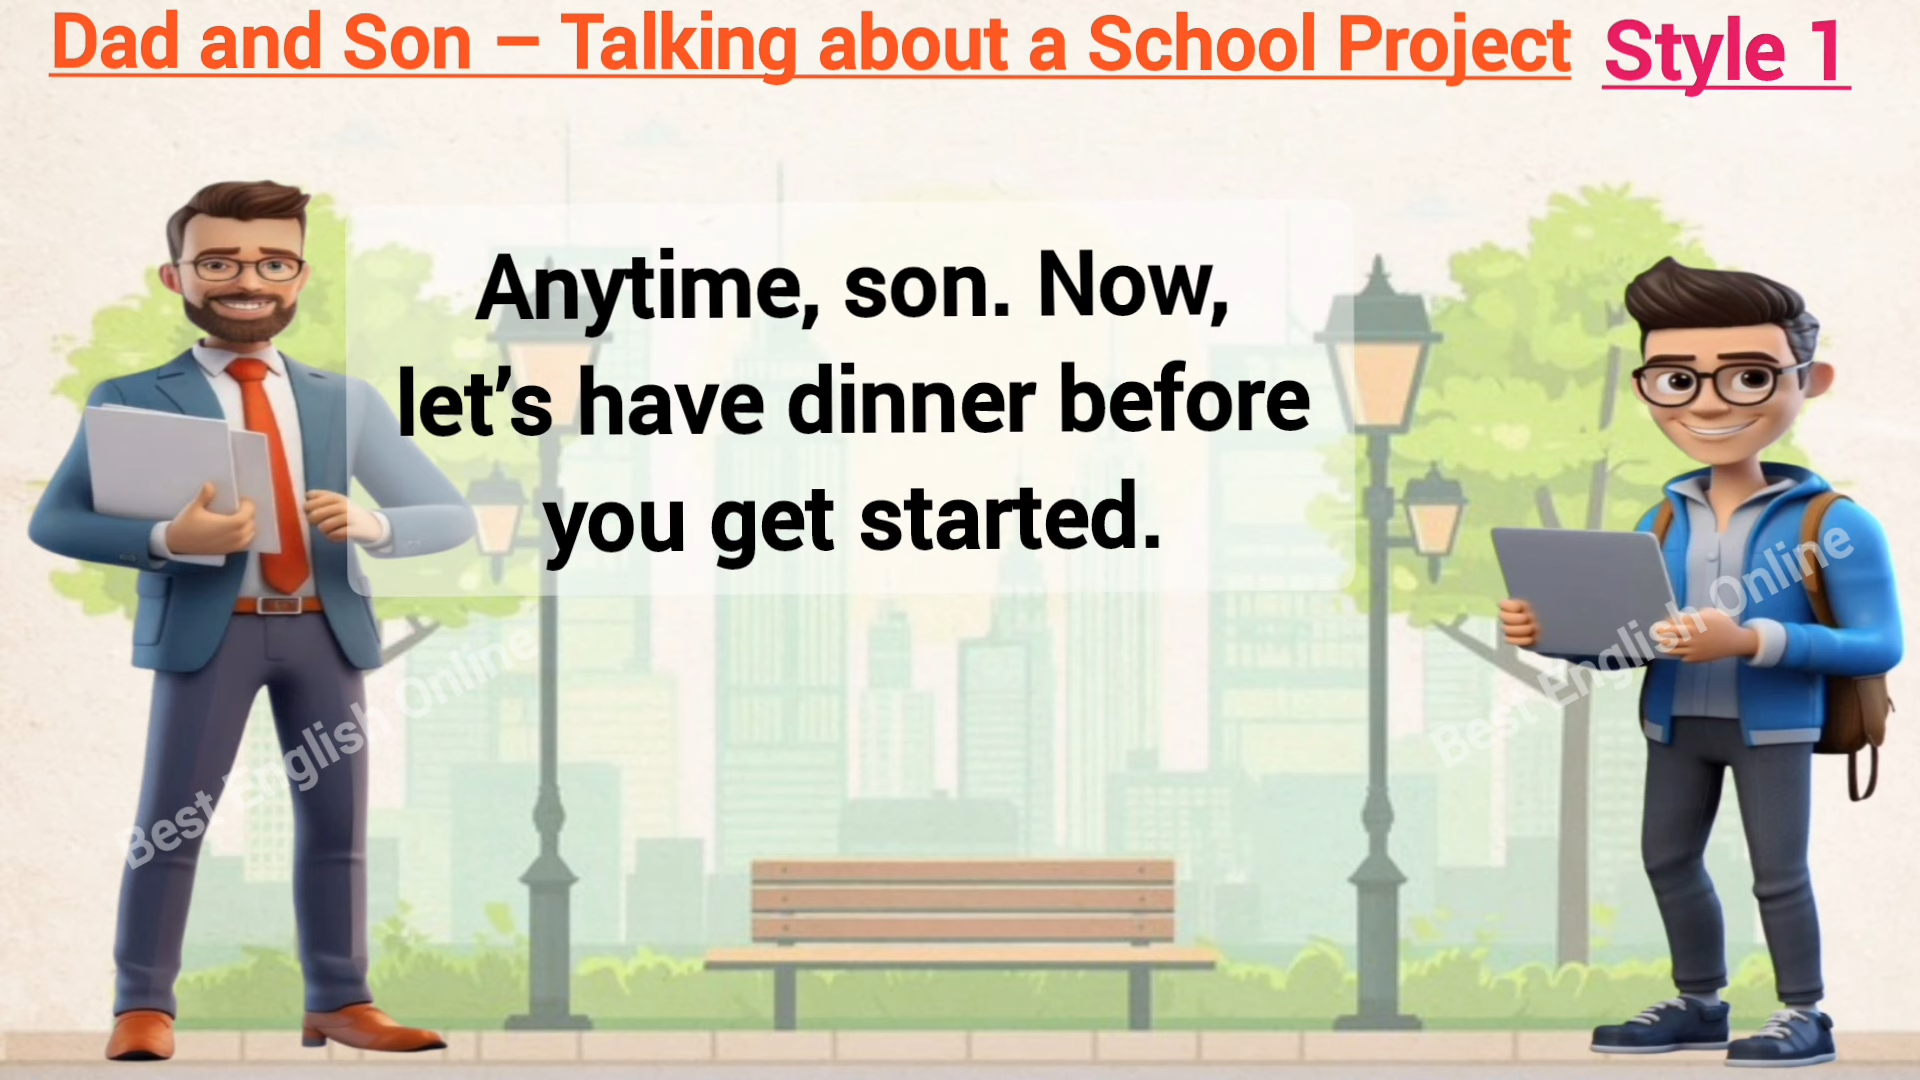 Dad and Son – Talking about a School Project Style 1
Anytime, son. Now,
let's have dinner before
you get started.
Best English Online
Best English Online